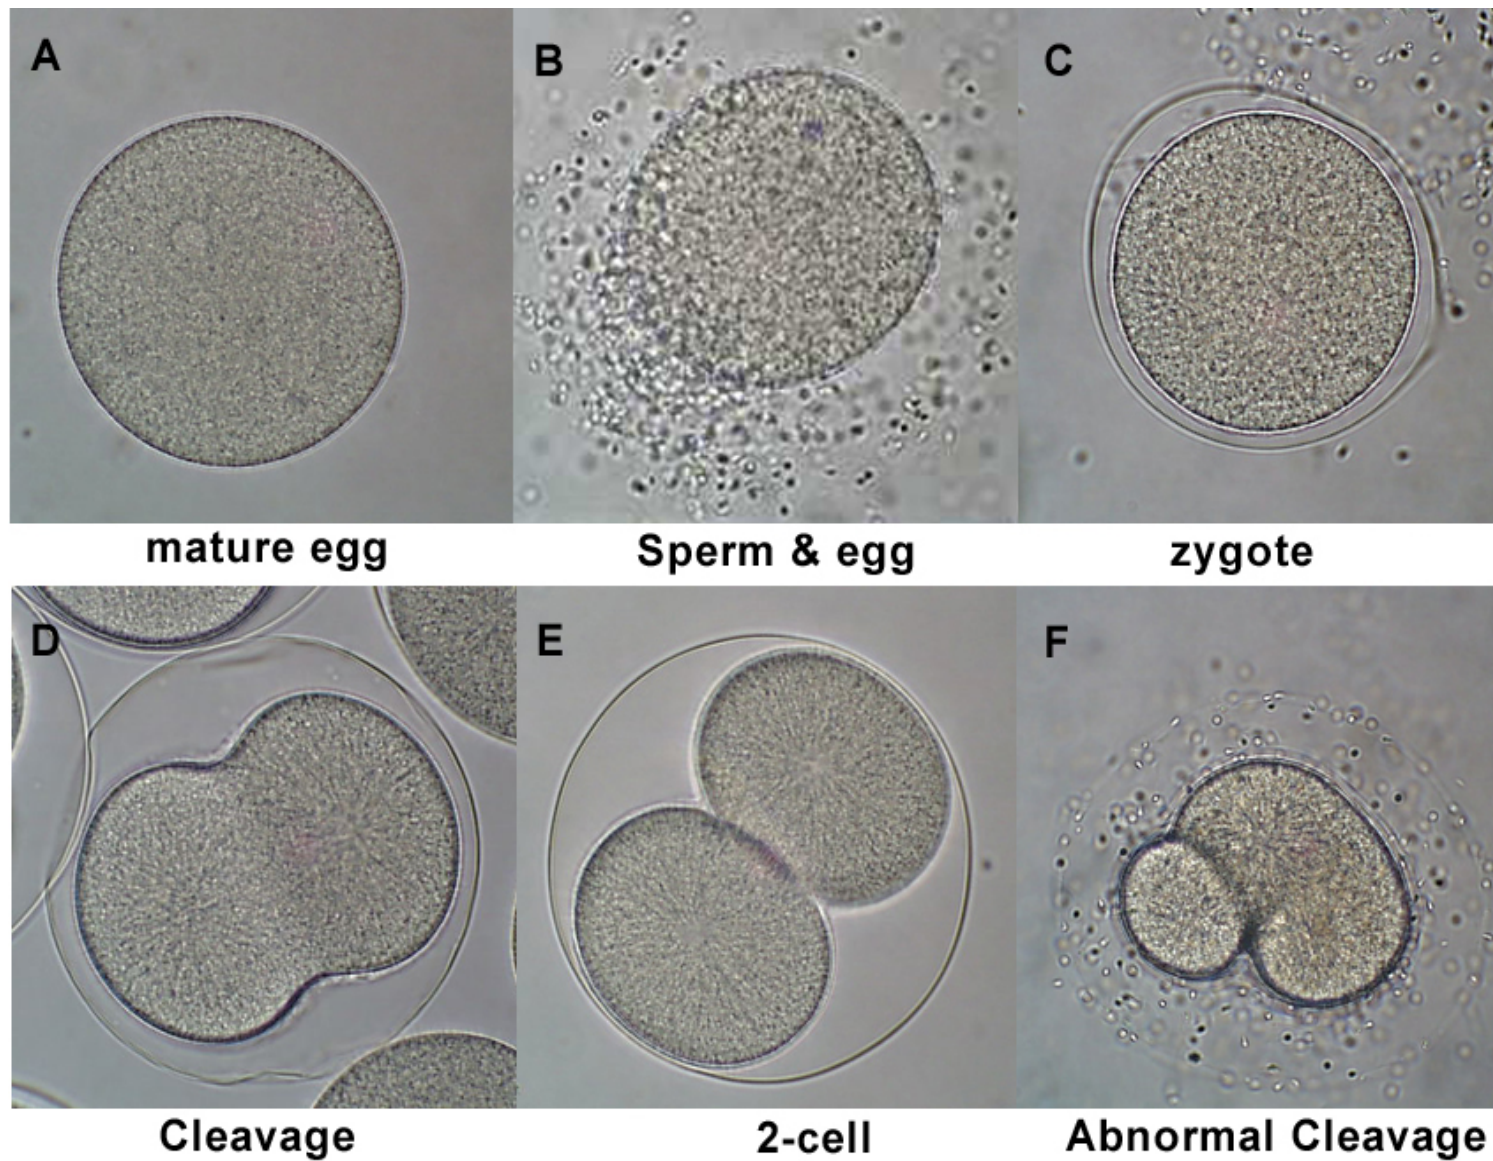 A
B
C
mature egg
Sperm & egg
zygote
D
E
F
Cleavage
2-cell
Abnormal Cleavage